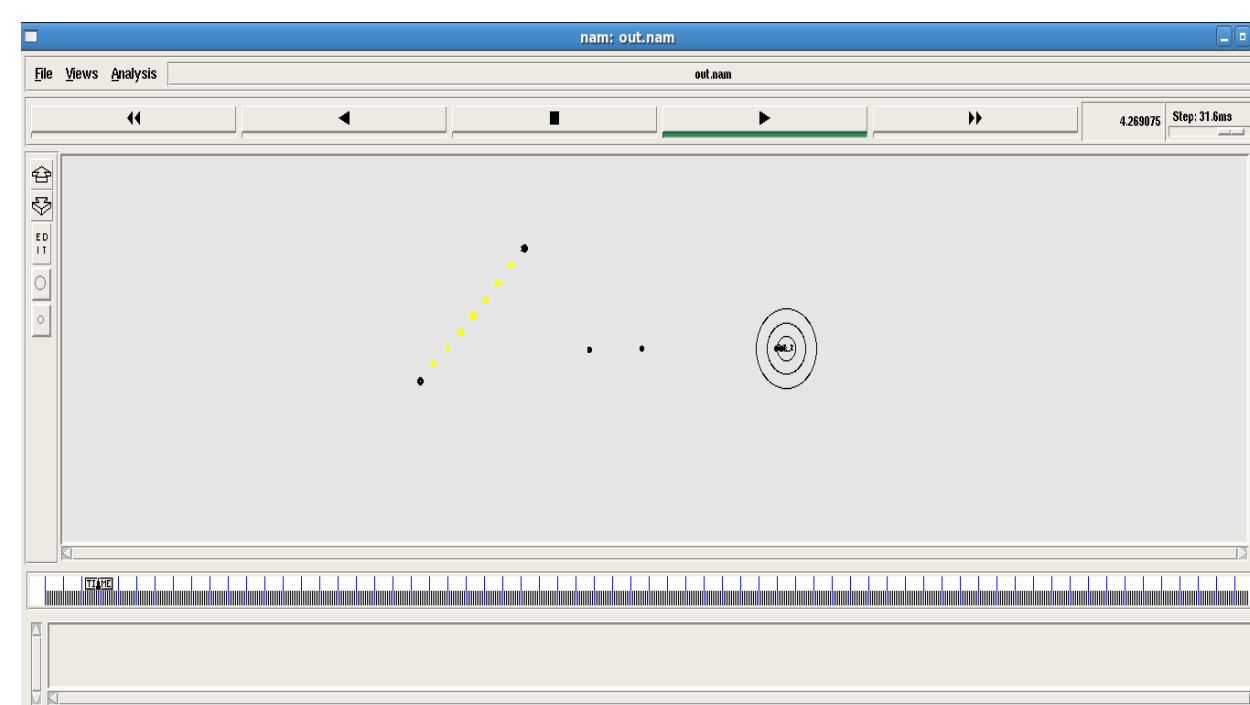 nam: out.nam
File Views Analysis
out.nam
4.269075
Step: 31.6ms
ED
IT
TIME